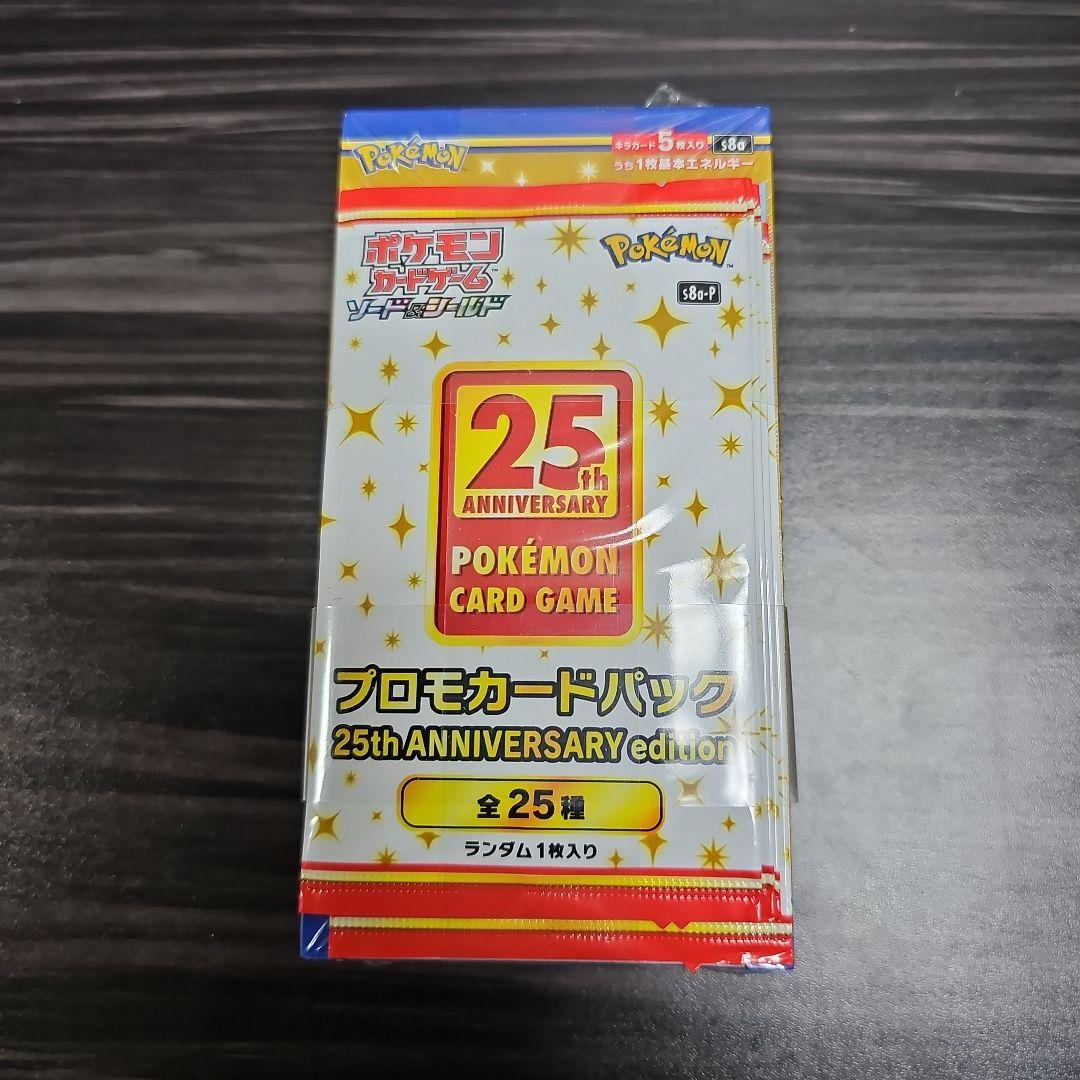 POKéMON
キラカード5枚入り s8a
うち1枚基本エネルギー
ポケモン
カードゲーム™
ソード&シールド
POKéMON™
s8a-P
25th
ANNIVERSARY
POKÉMON
CARD GAME
プロモカードパック
25th ANNIVERSARY edition
全25種
ランダム1枚入り